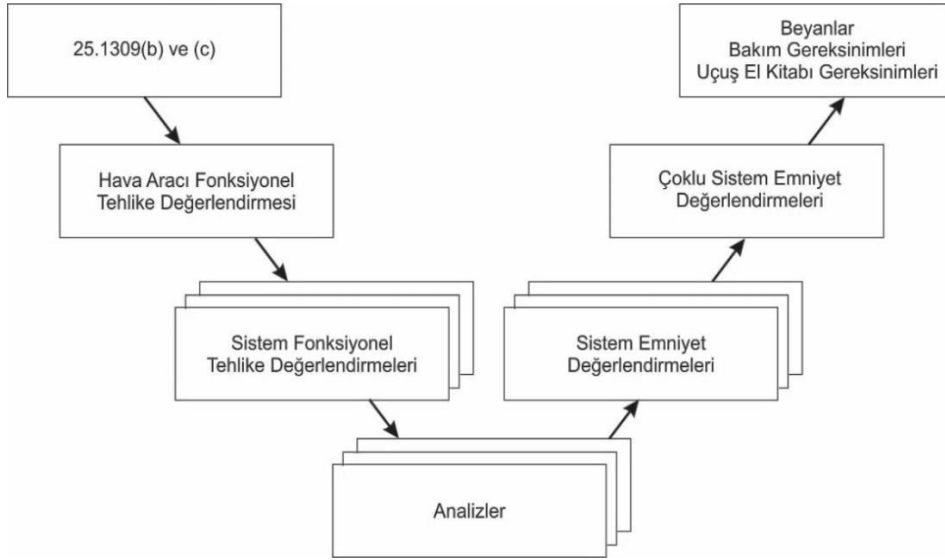 25.1309(b) ve (c)
Hava Aracı Fonksiyonel
Tehlike Değerlendirmesi
Sistem Fonksiyonel
Tehlike Değerlendirmeleri
Analizler
Sistem Emniyet
Değerlendirmeleri
Çoklu Sistem Emniyet
Değerlendirmeleri
Beyanlar
Bakım Gereksinimleri
Uçuş El Kitabı Gereksinimleri